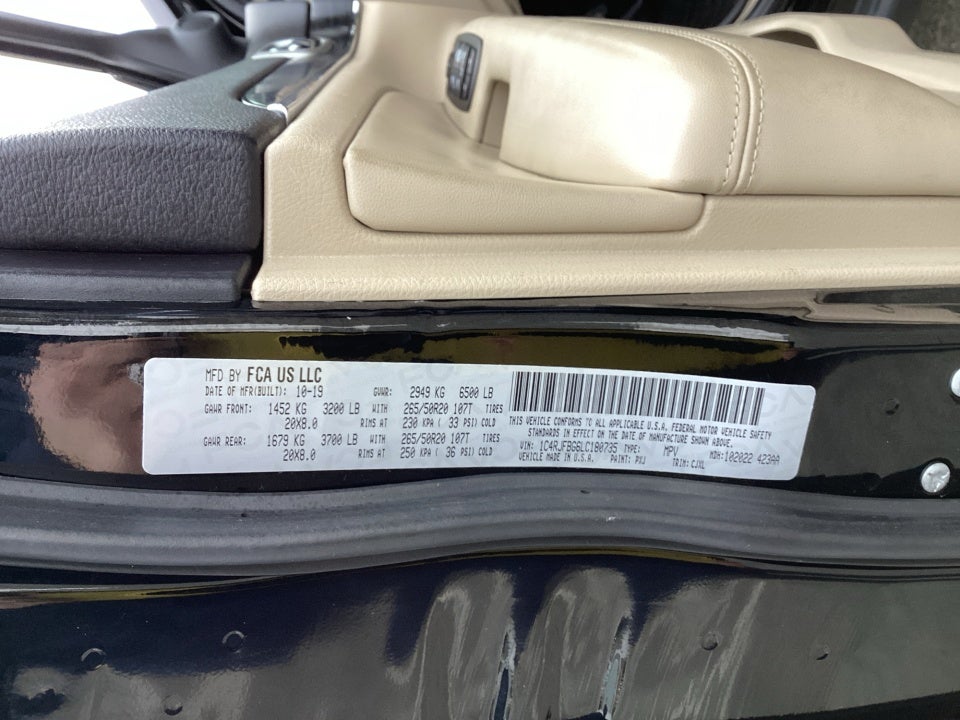 MFD BY FCA US LLC
DATE OF MFR(BUILT): 10-19 GVWR: 2949 KG 6500 LB
GAWR FRONT: 1452 KG 3200 LB WITH 265/50R20 107T TIRES
20X8.0 RIMS AT 230 KPA ( 33 PSI) COLD
GAWR REAR: 1679 KG 3700 LB WITH 265/50R20 107T TIRES
20X8.0 RIMS AT 250 KPA ( 36 PSI) COLD
THIS VEHICLE CONFORMS TO ALL APPLICABLE U.S.A. FEDERAL MOTOR VEHICLE SAFETY
STANDARDS IN EFFECT ON THE DATE OF MANUFACTURE SHOWN ABOVE.
VIN: 1C4RJFBG8LC180735 TYPE: MPV MDH:102022 423AA
VEHICLE MADE IN U.S.A. PAINT: PXJ TRIM: CJXL